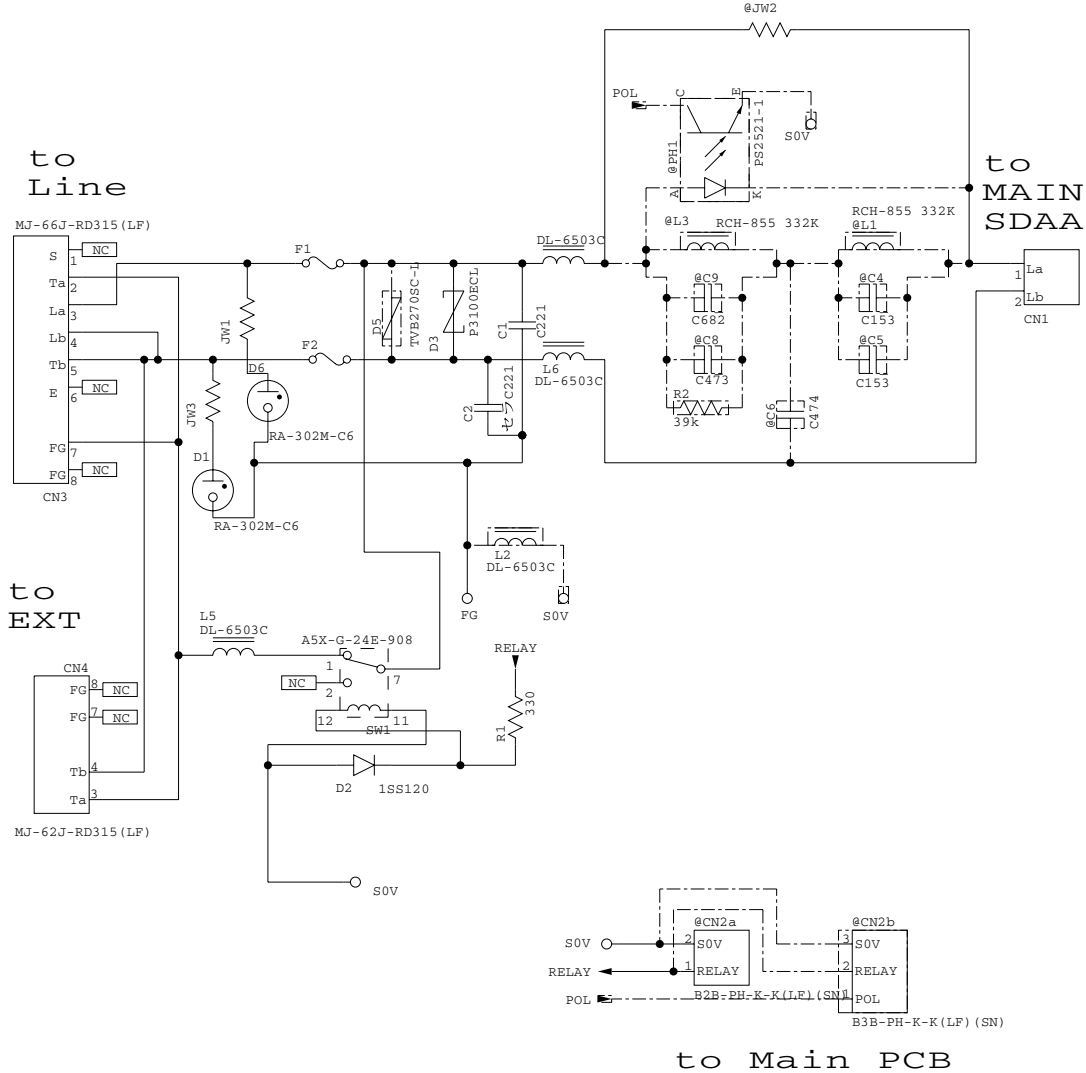 @JW2
POL
C
E
@PH1
PS2521-1
S0V
A
K
to
Line
to
MAIN
SDAA
MJ-66J-RD315(LF)
S
1
NC
Ta
2
La
3
Lb
4
Tb
5
E
6
NC
FG
7
FG
8
NC
CN3
F1
F2
JW1
JW3
D6
RA-302M-C6
D1
RA-302M-C6
D5
TVB270SC-L
D3
P3100ECL
C1
C221
C2
セラC221
DL-6503C
L6
DL-6503C
@L3
RCH-855 332K
@C9
C682
@C8
C473
R2
39k
RCH-855 332K
@L1
@C4
C153
@C5
C153
@C6
C474
La
1
Lb
2
CN1
L2
DL-6503C
FG
S0V
to
EXT
L5
DL-6503C
A5X-G-24E-908
1
7
NC
2
12
11
SW1
RELAY
R1
330
D2
1SS120
S0V
CN4
FG
8
NC
FG
7
NC
Tb
4
Ta
3
MJ-62J-RD315(LF)
@CN2a
@CN2b
S0V
2
S0V
3
S0V
RELAY
1
RELAY
2
RELAY
POL
1
POL
B2B-PH-K-K(LF)(SN)
B3B-PH-K-K(LF)(SN)
to Main PCB